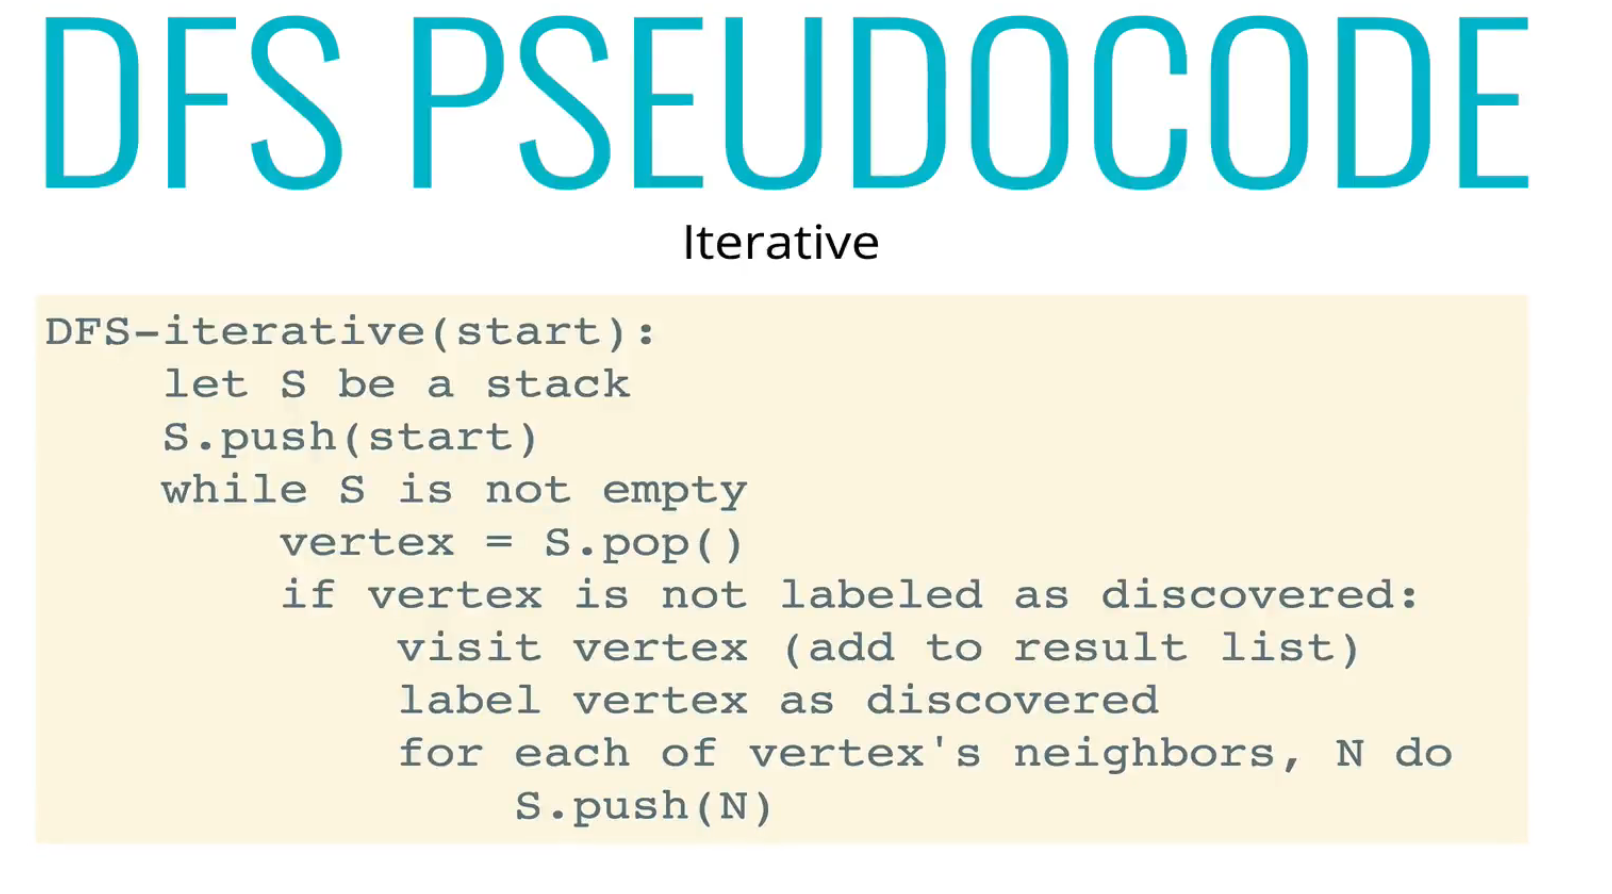 DFS PSEUDOCODE
Iterative
DFS-iterative(start):
    let S be a stack
    S.push(start)
    while S is not empty
        vertex = S.pop()
        if vertex is not labeled as discovered:
            visit vertex (add to result list)
            label vertex as discovered
            for each of vertex's neighbors, N do
                S.push(N)